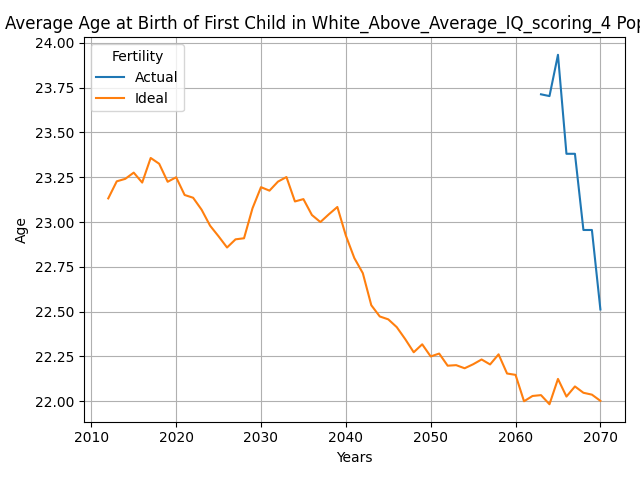 Average Age at Birth of First Child in White_Above_Average_IQ_scoring_4 Pop
24.00
23.75
23.50
23.25
23.00
22.75
22.50
22.25
22.00
Age
Fertility
Actual
Ideal
2010 2020 2030 2040 2050 2060 2070
Years